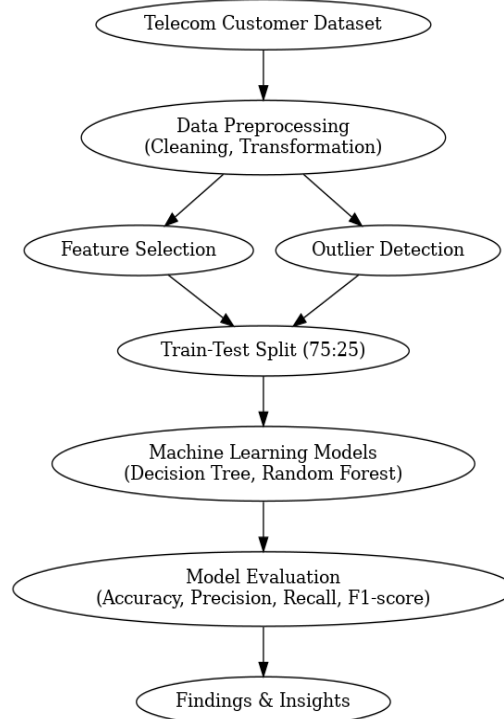 Telecom Customer Dataset
Data Preprocessing
(Cleaning, Transformation)
Feature Selection
Outlier Detection
Train-Test Split (75:25)
Machine Learning Models
(Decision Tree, Random Forest)
Model Evaluation
(Accuracy, Precision, Recall, F1-score)
Findings & Insights